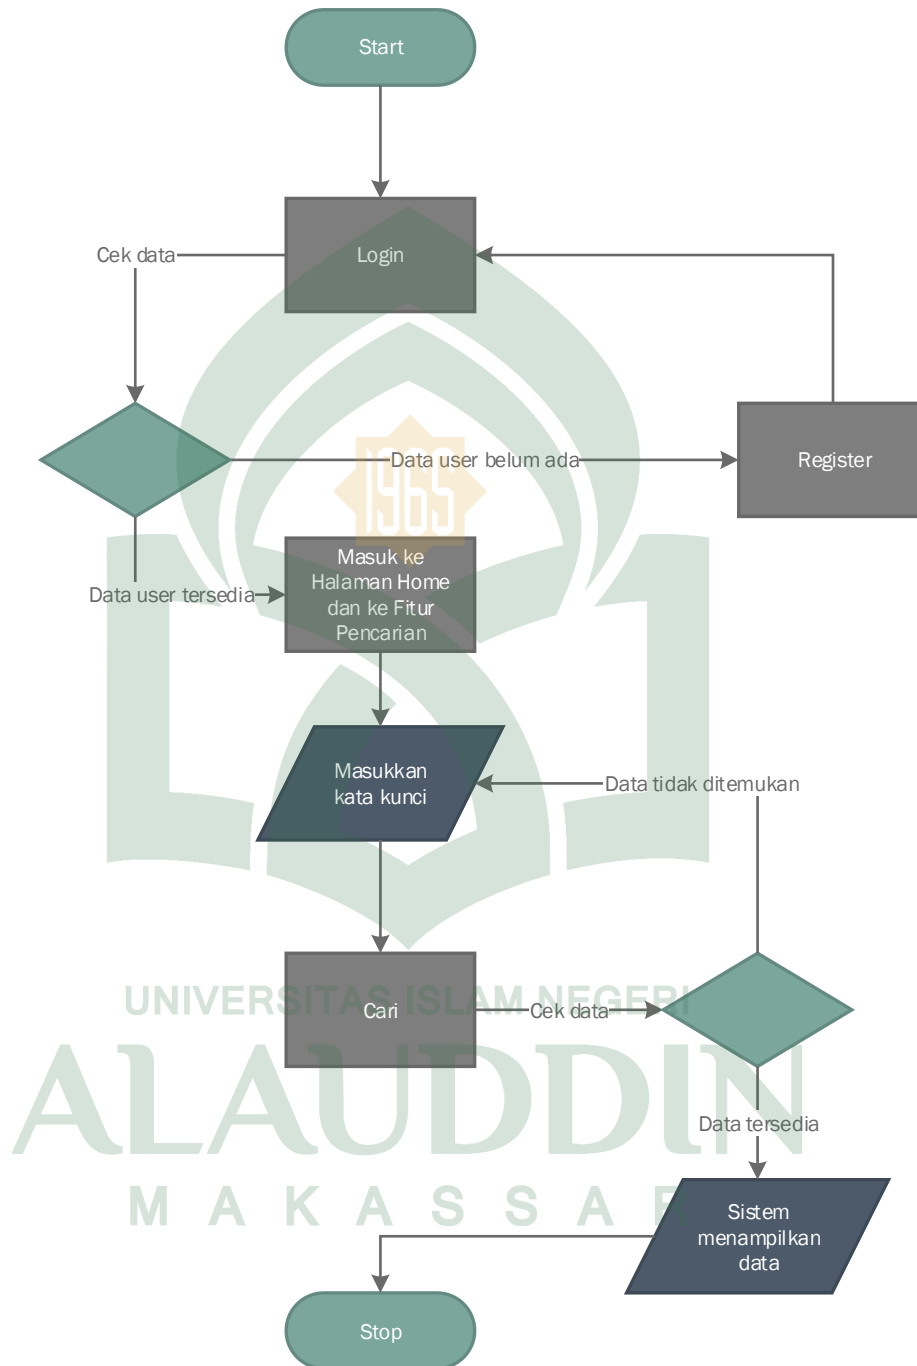 Start
Login
Cek data
1965
Data user belum ada
Register
Masuk ke
Halaman Home
dan ke Fitur
Pencarian
Data user tersedia
Masukkan
kata kunci
Data tidak ditemukan
UNIVERSITAS ISLAM NEGERI
Cari
Cek data
ALAUDDIN
Data tersedia
MAKASSAR
Sistem
menampilkan
data
Stop